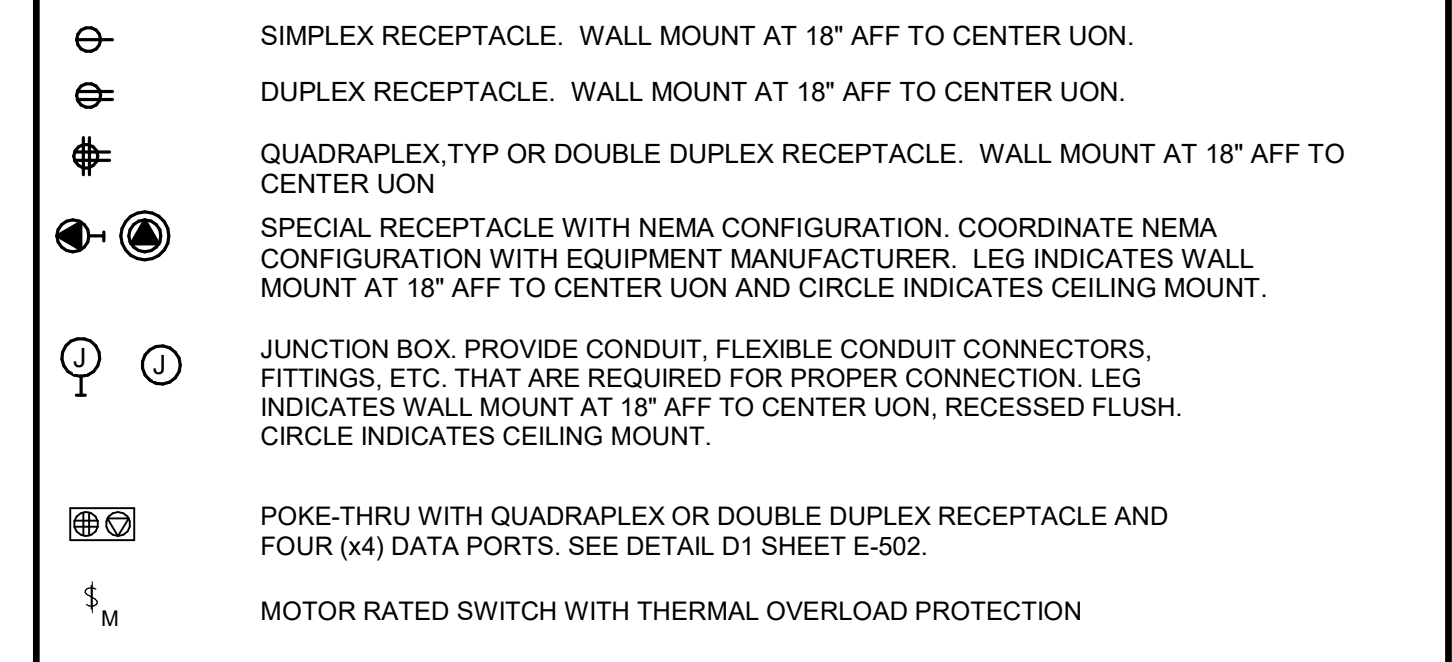 SIMPLEX RECEPTACLE. WALL MOUNT AT 18" AFF TO CENTER UON.
DUPLEX RECEPTACLE. WALL MOUNT AT 18" AFF TO CENTER UON.
QUADRAPLEX,TYP OR DOUBLE DUPLEX RECEPTACLE. WALL MOUNT AT 18" AFF TO
CENTER UON
SPECIAL RECEPTACLE WITH NEMA CONFIGURATION. COORDINATE NEMA
CONFIGURATION WITH EQUIPMENT MANUFACTURER. LEG INDICATES WALL
MOUNT AT 18" AFF TO CENTER UON AND CIRCLE INDICATES CEILING MOUNT.
J J JUNCTION BOX. PROVIDE CONDUIT, FLEXIBLE CONDUIT CONNECTORS,
FITTINGS, ETC. THAT ARE REQUIRED FOR PROPER CONNECTION. LEG
INDICATES WALL MOUNT AT 18" AFF TO CENTER UON, RECESSED FLUSH.
CIRCLE INDICATES CEILING MOUNT.
POKE-THRU WITH QUADRAPLEX OR DOUBLE DUPLEX RECEPTACLE AND
FOUR (x4) DATA PORTS. SEE DETAIL D1 SHEET E-502.
$M MOTOR RATED SWITCH WITH THERMAL OVERLOAD PROTECTION